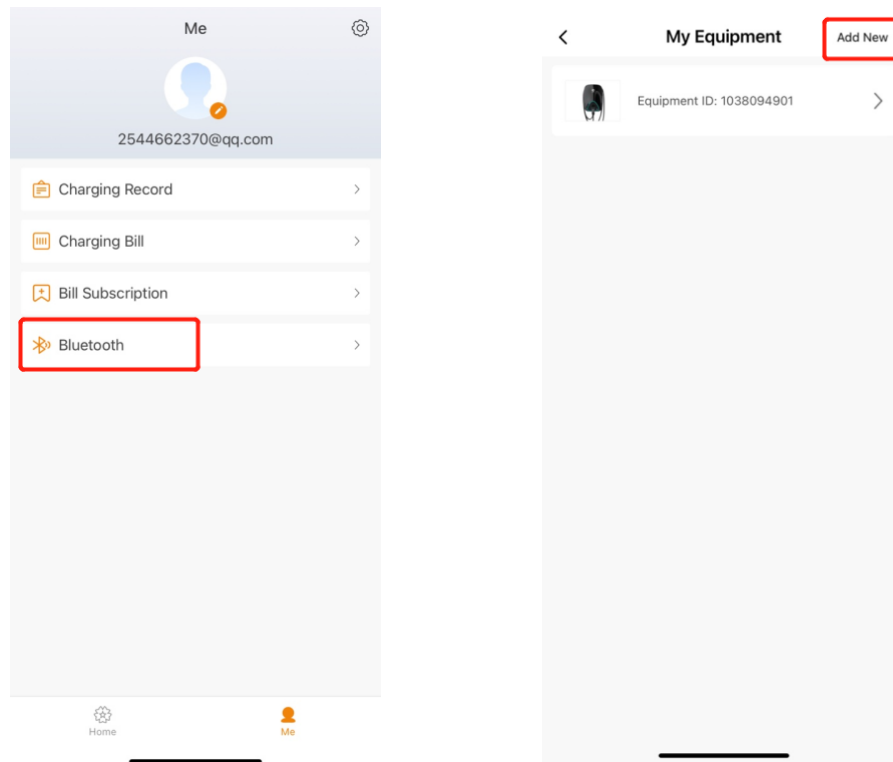 Me
2544662370@qq.com
Charging Record
Charging Bill
Bill Subscription
Bluetooth
Home
Me
My Equipment
Add New
Equipment ID: 1038094901